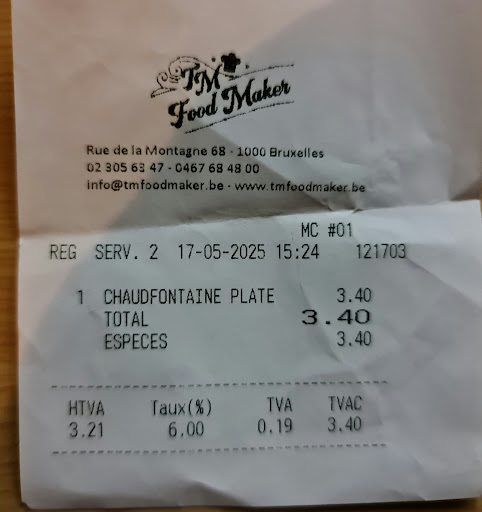 TM
Food Maker
Rue de la Montagne 68 - 1000 Bruxelles
02 305 63 47 - 0467 68 48 00
info@tmfoodmaker.be - www.tmfoodmaker.be
MC #01
REG SERV. 2 17-05-2025 15:24 121703
1 CHAUDFONTAINE PLATE 3.40
TOTAL 3.40
ESPECES 3.40
HTVA Taux(%) TVA TVAC
3.21 6.00 0.19 3.40